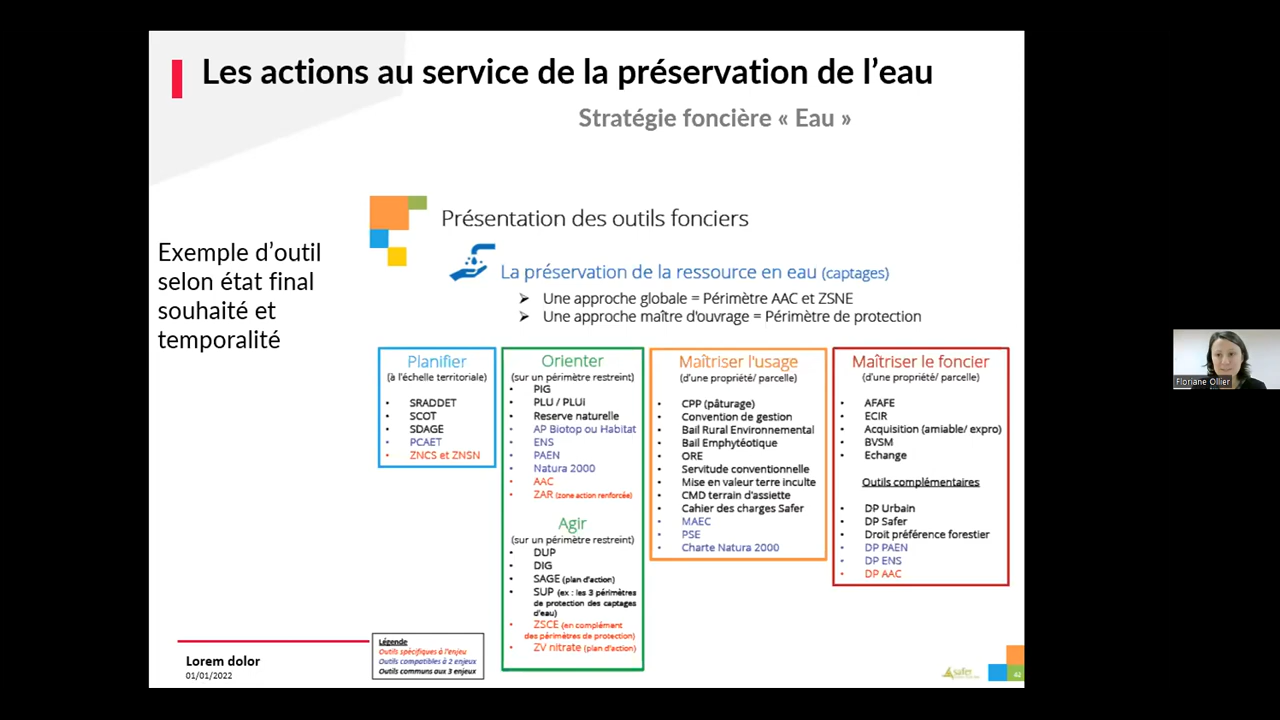 Les actions au service de la préservation de l'eau
Stratégie foncière « Eau »
Exemple d'outil
selon état final
souhaité et
temporalité
Présentation des outils fonciers
La préservation de la ressource en eau (captages)
Une approche globale = Périmètre AAC et ZSNE
Une approche maître d'ouvrage = Périmètre de protection
Planifier
(à l'échelle territoriale)
SRADDET
SCOT
SDAGE
PCAET
ZNCS et ZNSN
Orienter
(sur un périmètre restreint)
PIG
PLU / PLUi
Reserve naturelle
AP Biotop ou Habitat
ENS
PAEN
Natura 2000
AAC
ZAR (zone action renforcée)
Agir
(sur un périmètre restreint)
DUP
DIG
SAGE (plan d'action)
SUP (ex : les 3 périmètres
de protection des captages
d'eau)
ZSCE (en complément
des périmètres de protection)
ZV nitrate (plan d'action)
Maîtriser l'usage
(d'une propriété/ parcelle)
CPP (pâturage)
Convention de gestion
Bail Rural Environnemental
Bail Emphytéotique
ORE
Servitude conventionnelle
Mise en valeur terre inculte
CMD terrain d'assiette
Cahier des charges Safer
MAEC
PSE
Charte Natura 2000
Maîtriser le foncier
(d'une propriété/ parcelle)
AFAFE
ECIR
Acquisition (amiable/ expro)
BVSM
Echange
Outils complémentaires
DP Urbain
DP Safer
Droit préférence forestier
DP PAEN
DP ENS
DP AAC
Légende
Outils spécifiques à l'enjeu
Outils compatibles à 2 enjeux
Outils communs aux 3 enjeux
Lorem dolor
01/01/2022
safer
62
Floriane Ollier